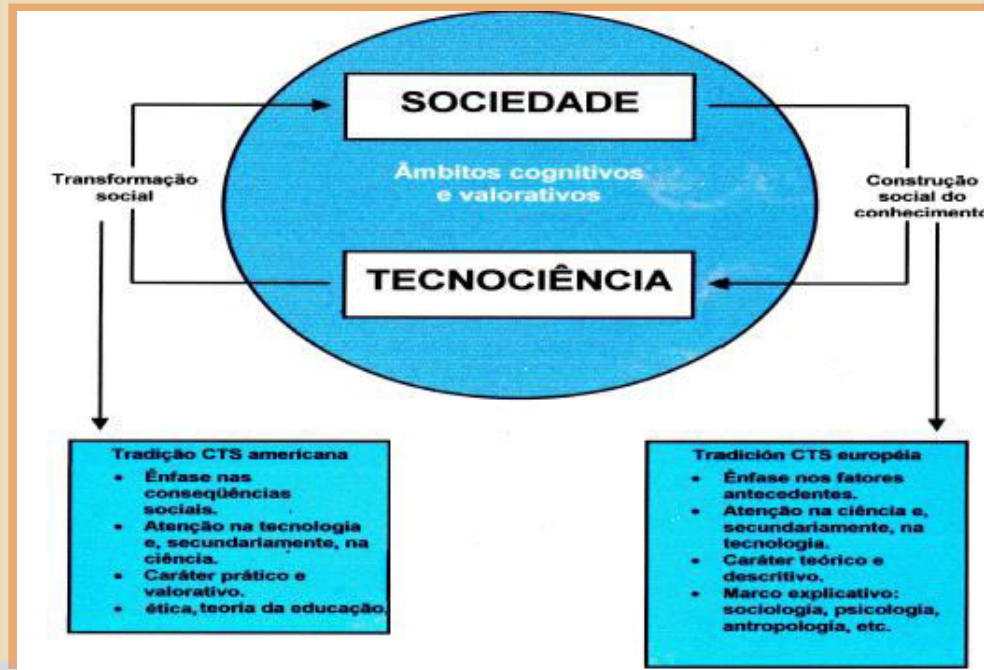 SOCIEDADE
Âmbitos cognitivos
e valorativos
TECNOCIÊNCIA
Transformação
social
Construção
social do
conhecimento
Tradição CTS americana
• Ênfase nas
conseqüências
sociais.
• Atenção na tecnologia
e, secundariamente, na
ciência.
• Caráter prático e
valorativo.
• ética, teoria da educação.
Tradición CTS européia
• Ênfase nos fatores
antecedentes.
• Atenção na ciência e,
secundariamente, na
tecnologia.
• Caráter teórico e
descritivo.
• Marco explicativo:
sociologia, psicologia,
antropología, etc.